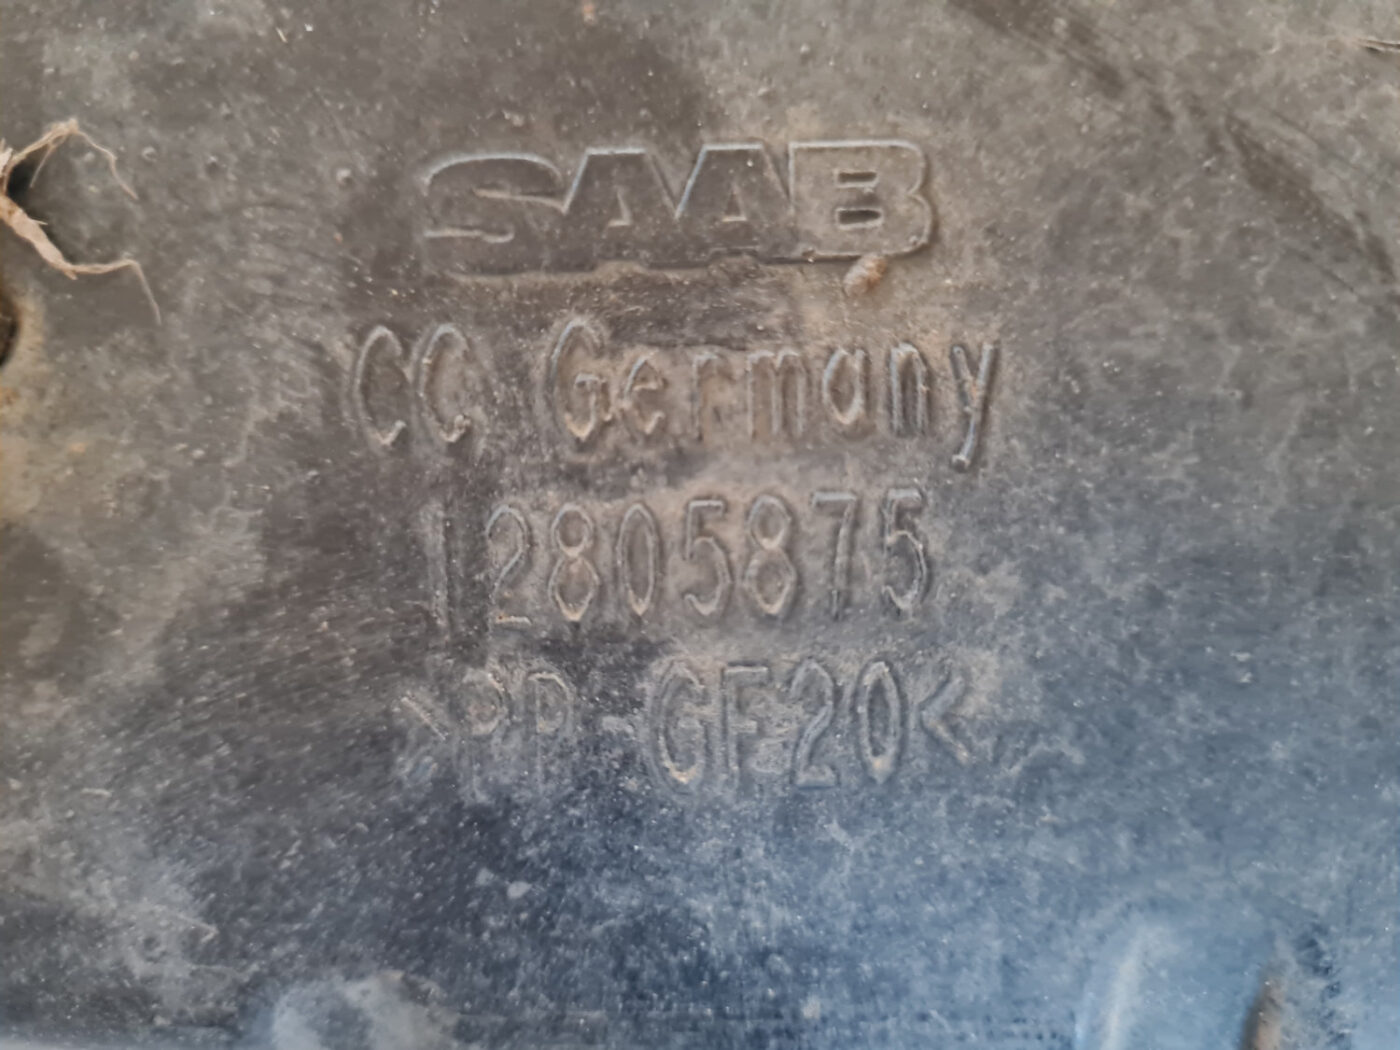 SAAB
CC Germany
12805875
>PP-GF20<